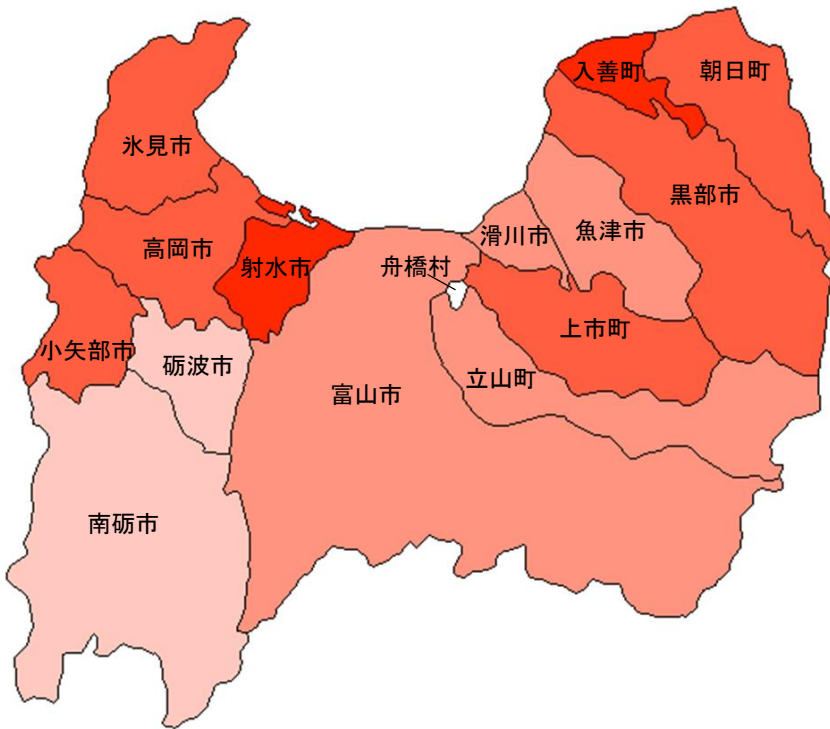 入善町
朝日町
氷見市
黒部市
魚津市
滑川市
高岡市
射水市
舟橋村
上市町
小矢部市
砺波市
立山町
富山市
南砺市